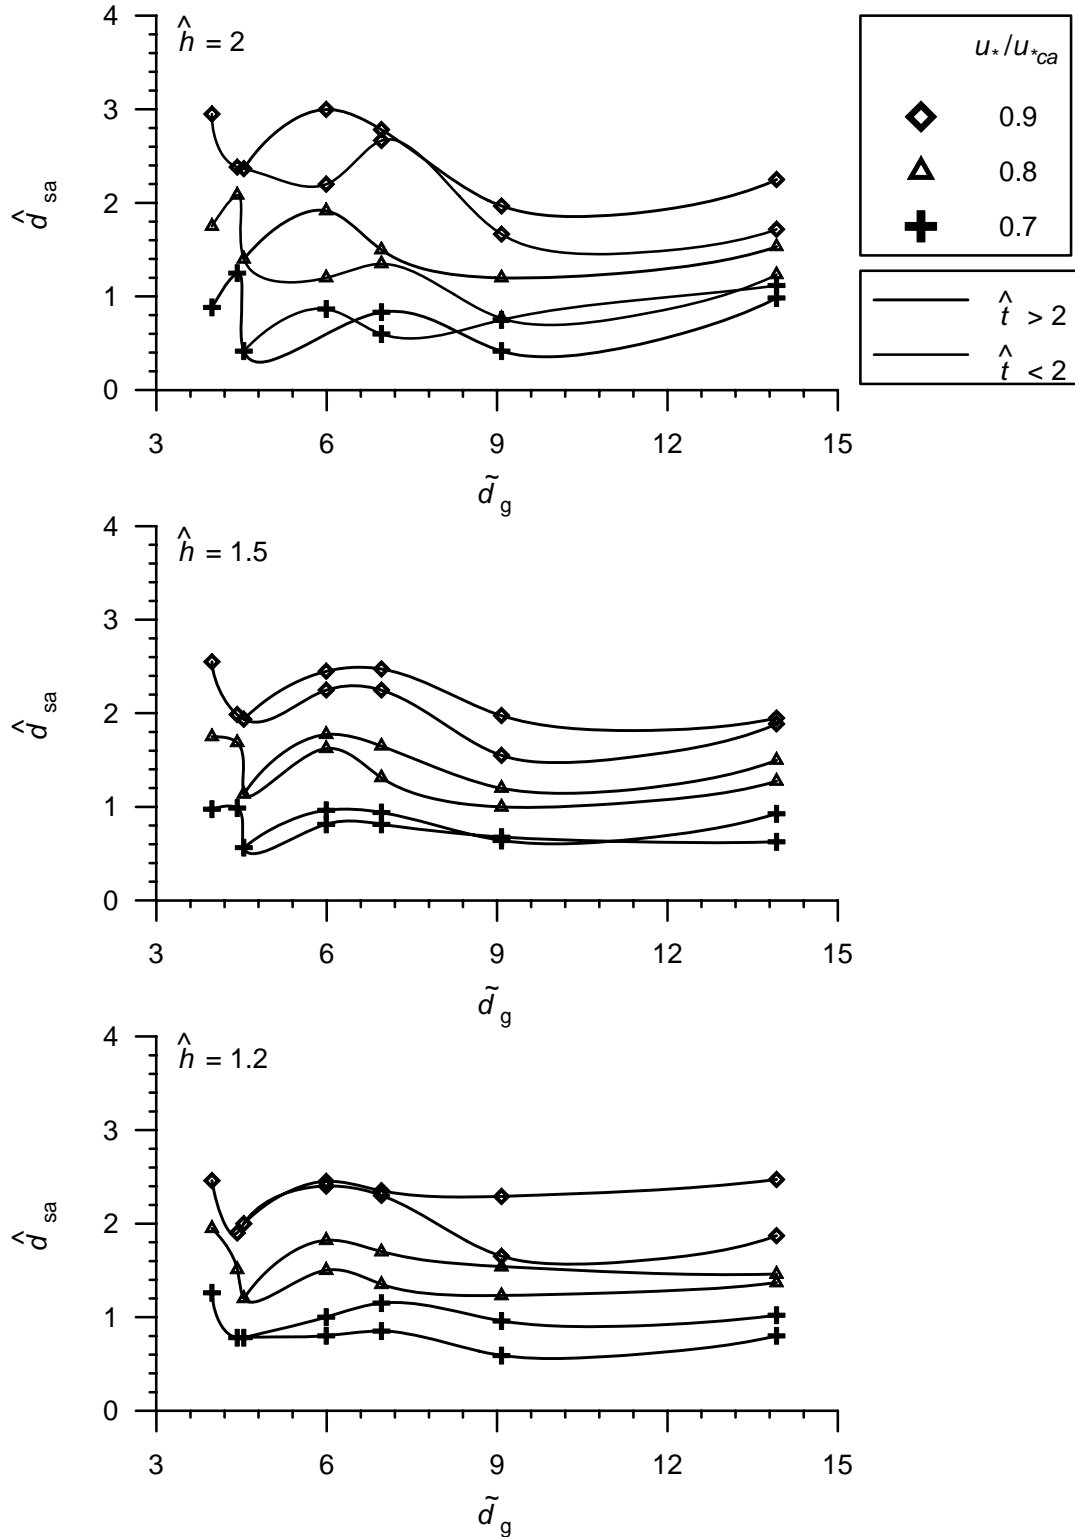 4
ĥ = 2
3
2
1
0
d̂ sa
3 6 9 12 15
d̃ g
u* /u*ca
0.9
0.8
0.7
t̂ > 2
t̂ < 2
4
ĥ = 1.5
3
2
1
0
d̂ sa
3 6 9 12 15
d̃ g
4
ĥ = 1.2
3
2
1
0
d̂ sa
3 6 9 12 15
d̃ g